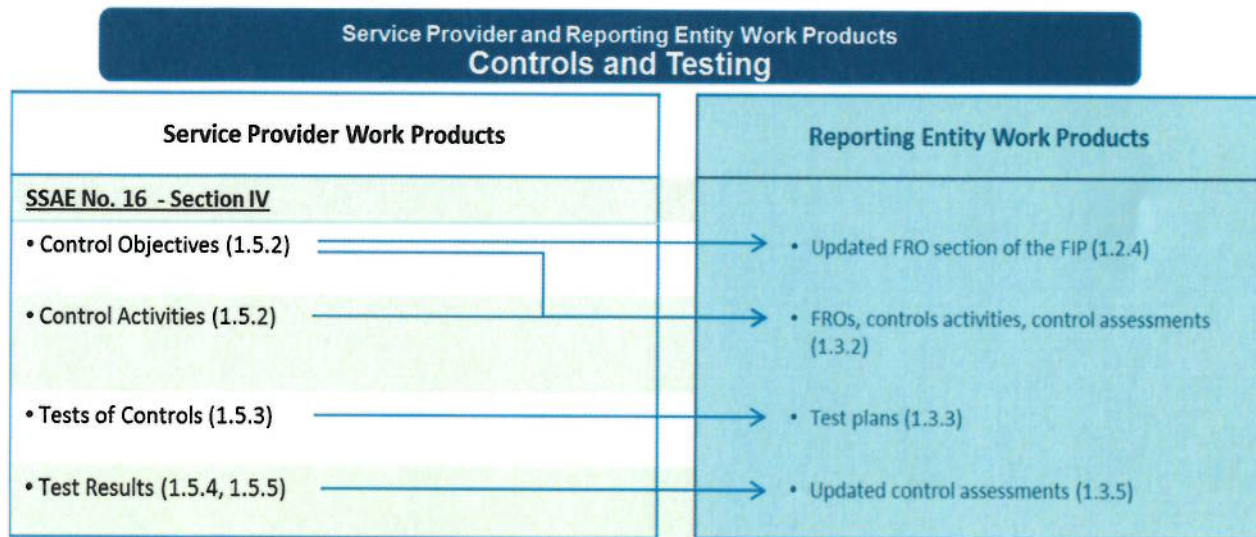 Service Provider and Reporting Entity Work Products
Controls and Testing
Service Provider Work Products
SSAE No. 16 - Section IV
• Control Objectives (1.5.2)
• Control Activities (1.5.2)
• Tests of Controls (1.5.3)
• Test Results (1.5.4, 1.5.5)
Reporting Entity Work Products
• Updated FRO section of the FIP (1.2.4)
• FROs, controls activities, control assessments
(1.3.2)
• Test plans (1.3.3)
• Updated control assessments (1.3.5)